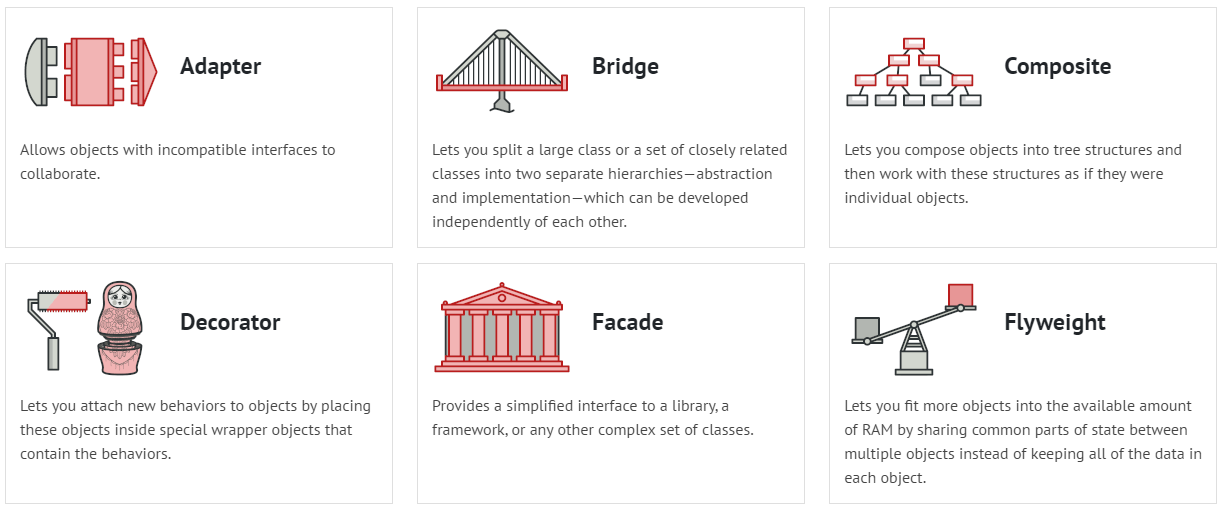 Adapter
Allows objects with incompatible interfaces to
collaborate.
Bridge
Lets you split a large class or a set of closely related
classes into two separate hierarchies—abstraction
and implementation—which can be developed
independently of each other.
Composite
Lets you compose objects into tree structures and
then work with these structures as if they were
individual objects.
Decorator
Lets you attach new behaviors to objects by placing
these objects inside special wrapper objects that
contain the behaviors.
Facade
Provides a simplified interface to a library, a
framework, or any other complex set of classes.
Flyweight
Lets you fit more objects into the available amount
of RAM by sharing common parts of state between
multiple objects instead of keeping all of the data in
each object.